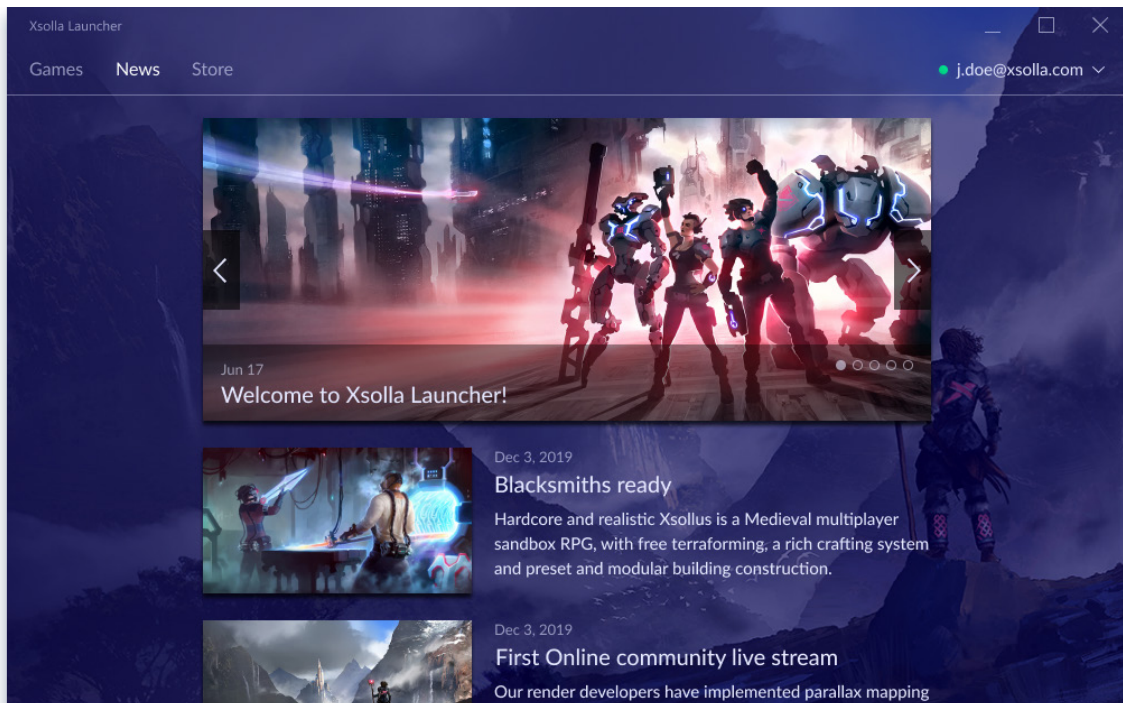 Xsolla Launcher
Games News Store
j.doe@xsolla.com
Jun 17
Welcome to Xsolla Launcher!
Dec 3, 2019
Blacksmiths ready
Hardcore and realistic Xsollus is a Medieval multiplayer
sandbox RPG, with free terraforming, a rich crafting system
and preset and modular building construction.
Dec 3, 2019
First Online community live stream
Our render developers have implemented parallax mapping